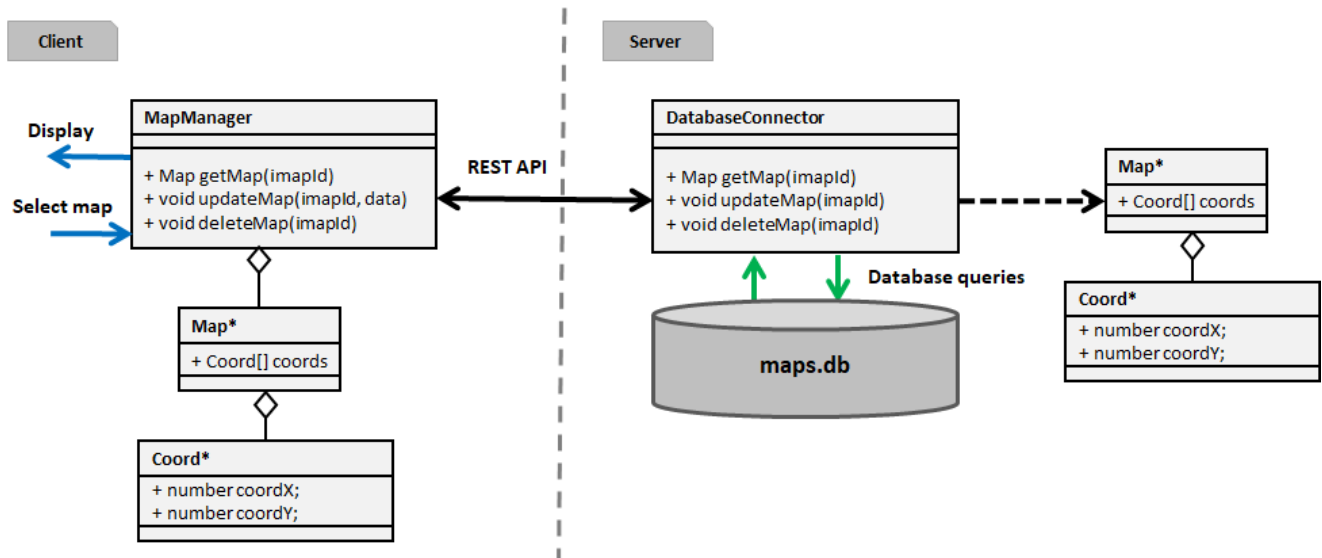 Client
Server
MapManager
+ Map getMap(imapId)
+ void updateMap(imapId, data)
+ void deleteMap(imapId)
Display
Select map
REST API
DatabaseConnector
+ Map getMap(imapId)
+ void updateMap(imapId)
+ void deleteMap(imapId)
Map*
+ Coord[] coords
Coord*
+ number coordX;
+ number coordY;
Database queries
maps.db
Map*
+ Coord[] coords
Coord*
+ number coordX;
+ number coordY;